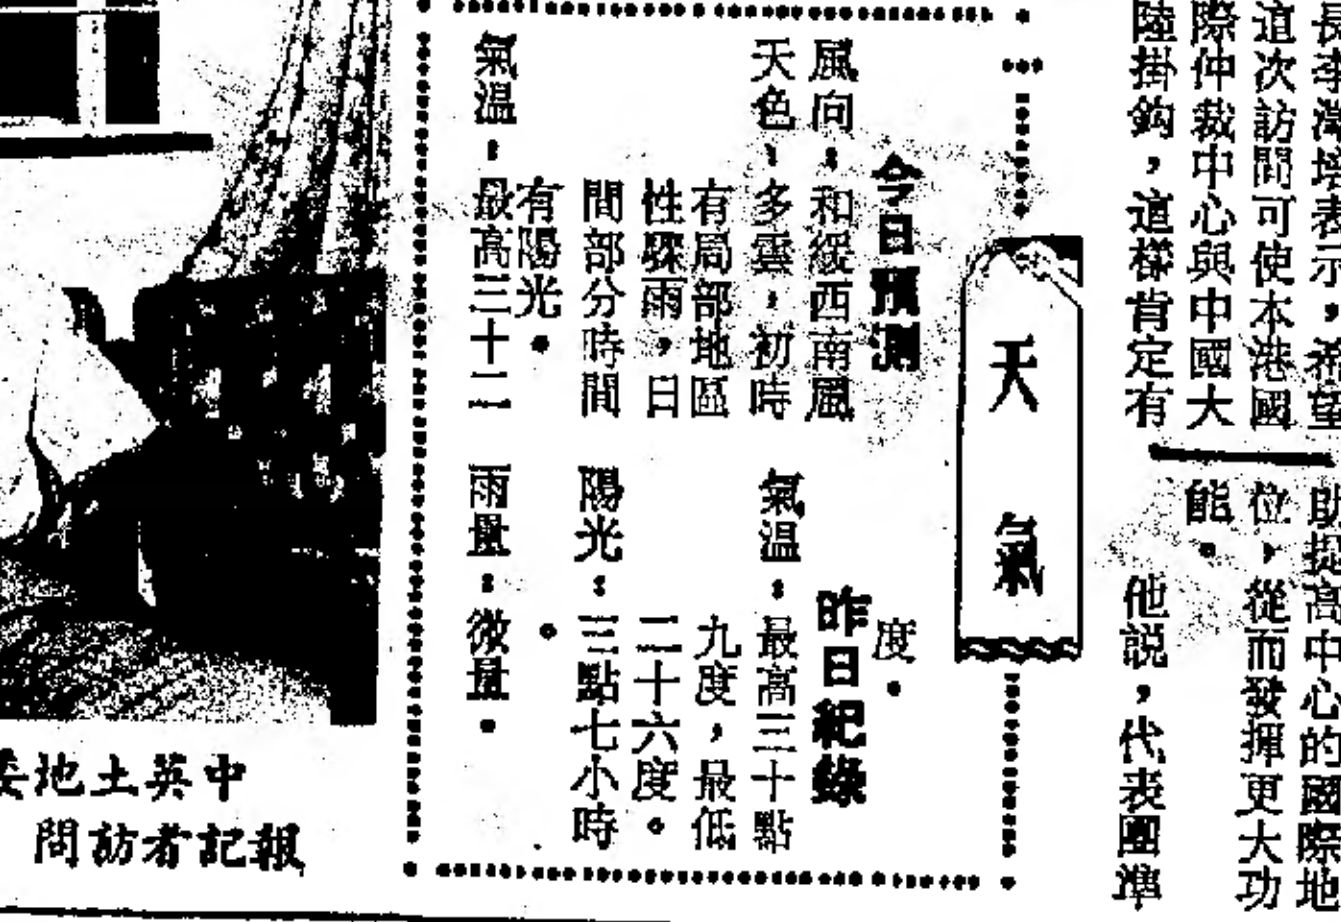 長李澤培表示，希望
這次訪問可使本港國
際仲裁中心與中國大
陸掛鈎，這樣肯定有
助提高中心的國際地
位，從而發揮更大功
能。
他說，代表團準
天氣
今日預測
風向：和緩西南風
天色：多雲，初時
有局部地區
性驟雨，日
間部分時間
有陽光。
氣温：最高三十二
度。
昨日紀錄
氣温：最高三十點
九度，最低
二十六度。
陽光：三點七小時
。
雨量：微量。
中英土地委
報記者訪問